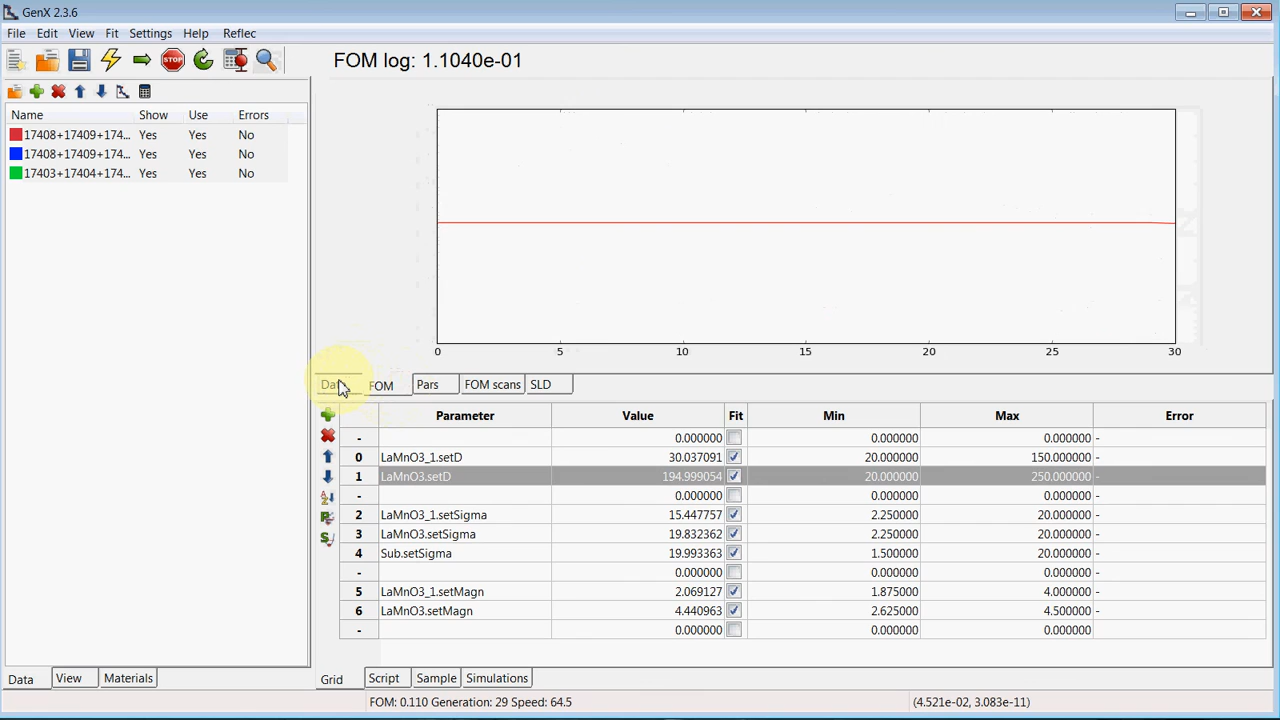 GenX 2.3.6
File Edit View Fit Settings Help Reflec
STOP
FOM log: 1.1040e-01
Name Show Use Errors
17408+17409+174... Yes Yes No
17408+17409+174... Yes Yes No
17403+17404+174... Yes Yes No
0 5 10 15 20 25 30
FOM Pars FOM scans SLD
Parameter Value Fit Min Max Error
- 0.000000 0.000000 0.000000 -
0 LaMnO3_1.setD 30.037091 20.000000 150.000000 -
1 LaMnO3.setD 194.999054 20.000000 250.000000 -
- 0.000000 0.000000 0.000000 -
2 LaMnO3_1.setSigma 15.447757 2.250000 20.000000 -
3 LaMnO3.setSigma 19.832362 2.250000 20.000000 -
4 Sub.setSigma 19.993363 1.500000 20.000000 -
- 0.000000 0.000000 0.000000 -
5 LaMnO3_1.setMagn 2.069127 1.875000 4.000000 -
6 LaMnO3.setMagn 4.440963 2.625000 4.500000 -
- 0.000000 0.000000 0.000000 -
Data View Materials
Grid Script Sample Simulations
FOM: 0.110 Generation: 29 Speed: 64.5 (4.521e-02, 3.083e-11)